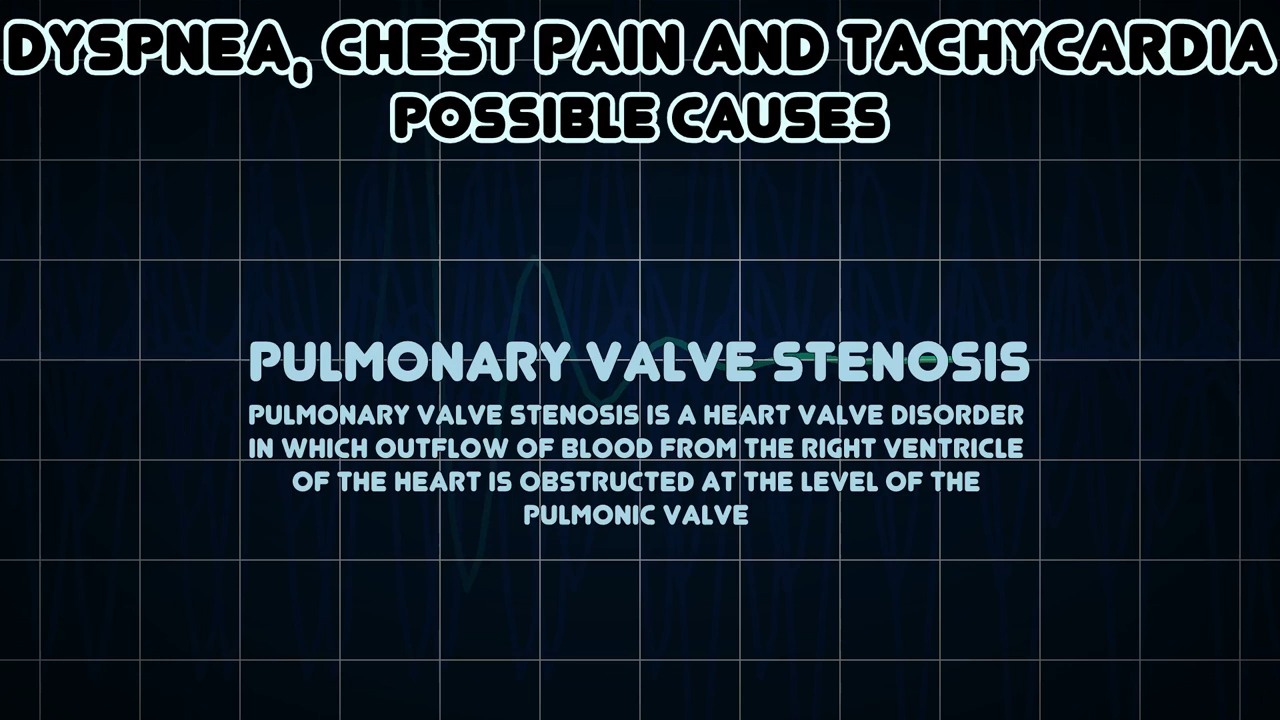 DYSPNEA, CHEST PAIN AND TACHYCARDIA
POSSIBLE CAUSES
PULMONARY VALVE STENOSIS
PULMONARY VALVE STENOSIS IS A HEART VALVE DISORDER
IN WHICH OUTFLOW OF BLOOD FROM THE RIGHT VENTRICLE
OF THE HEART IS OBSTRUCTED AT THE LEVEL OF THE
PULMONIC VALVE